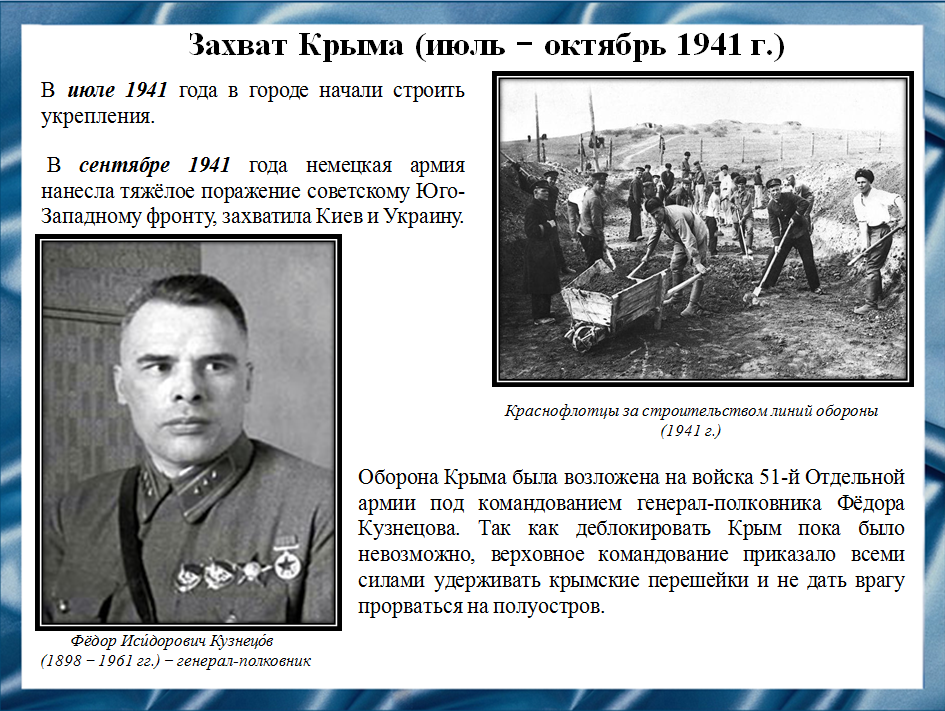 Захват Крыма (июль − октябрь 1941 г.)
В июле 1941 года в городе начали строить
укрепления.
В сентябре 1941 года немецкая армия
нанесла тяжёлое поражение советскому Юго-
Западному фронту, захватила Киев и Украину.
Краснофлотцы за строительством линий обороны
(1941 г.)
Оборона Крыма была возложена на войска 51-й Отдельной
армии под командованием генерал-полковника Фёдора
Кузнецова. Так как деблокировать Крым пока было
невозможно, верховное командование приказало всеми
силами удерживать крымские перешейки и не дать врагу
прорваться на полуостров.
Фёдор Иси́дорович Кузнецо́в
(1898 − 1961 гг.) − генерал-полковник